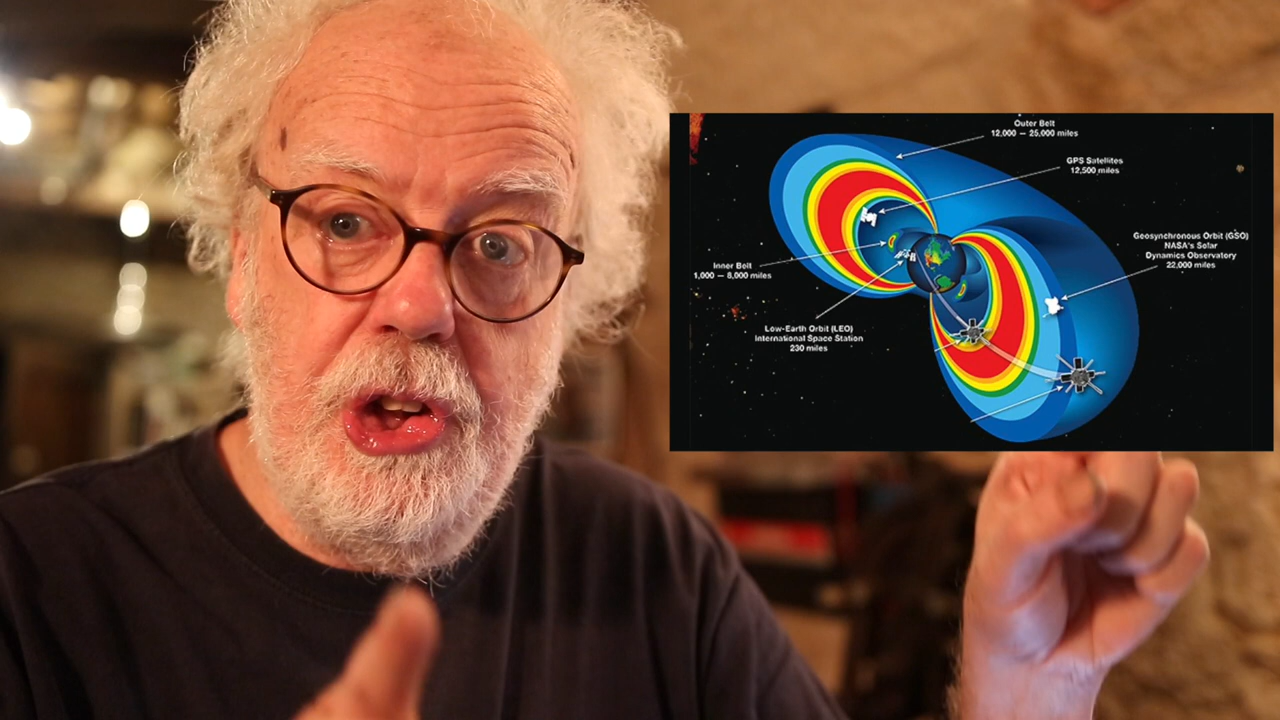 Outer Belt
12,000 — 25,000 miles
GPS Satellites
12,500 miles
Geosynchronous Orbit (GSO)
NASA's Solar
Dynamics Observatory
22,000 miles
Inner Belt
1,000 — 8,000 miles
Low-Earth Orbit (LEO)
International Space Station
230 miles